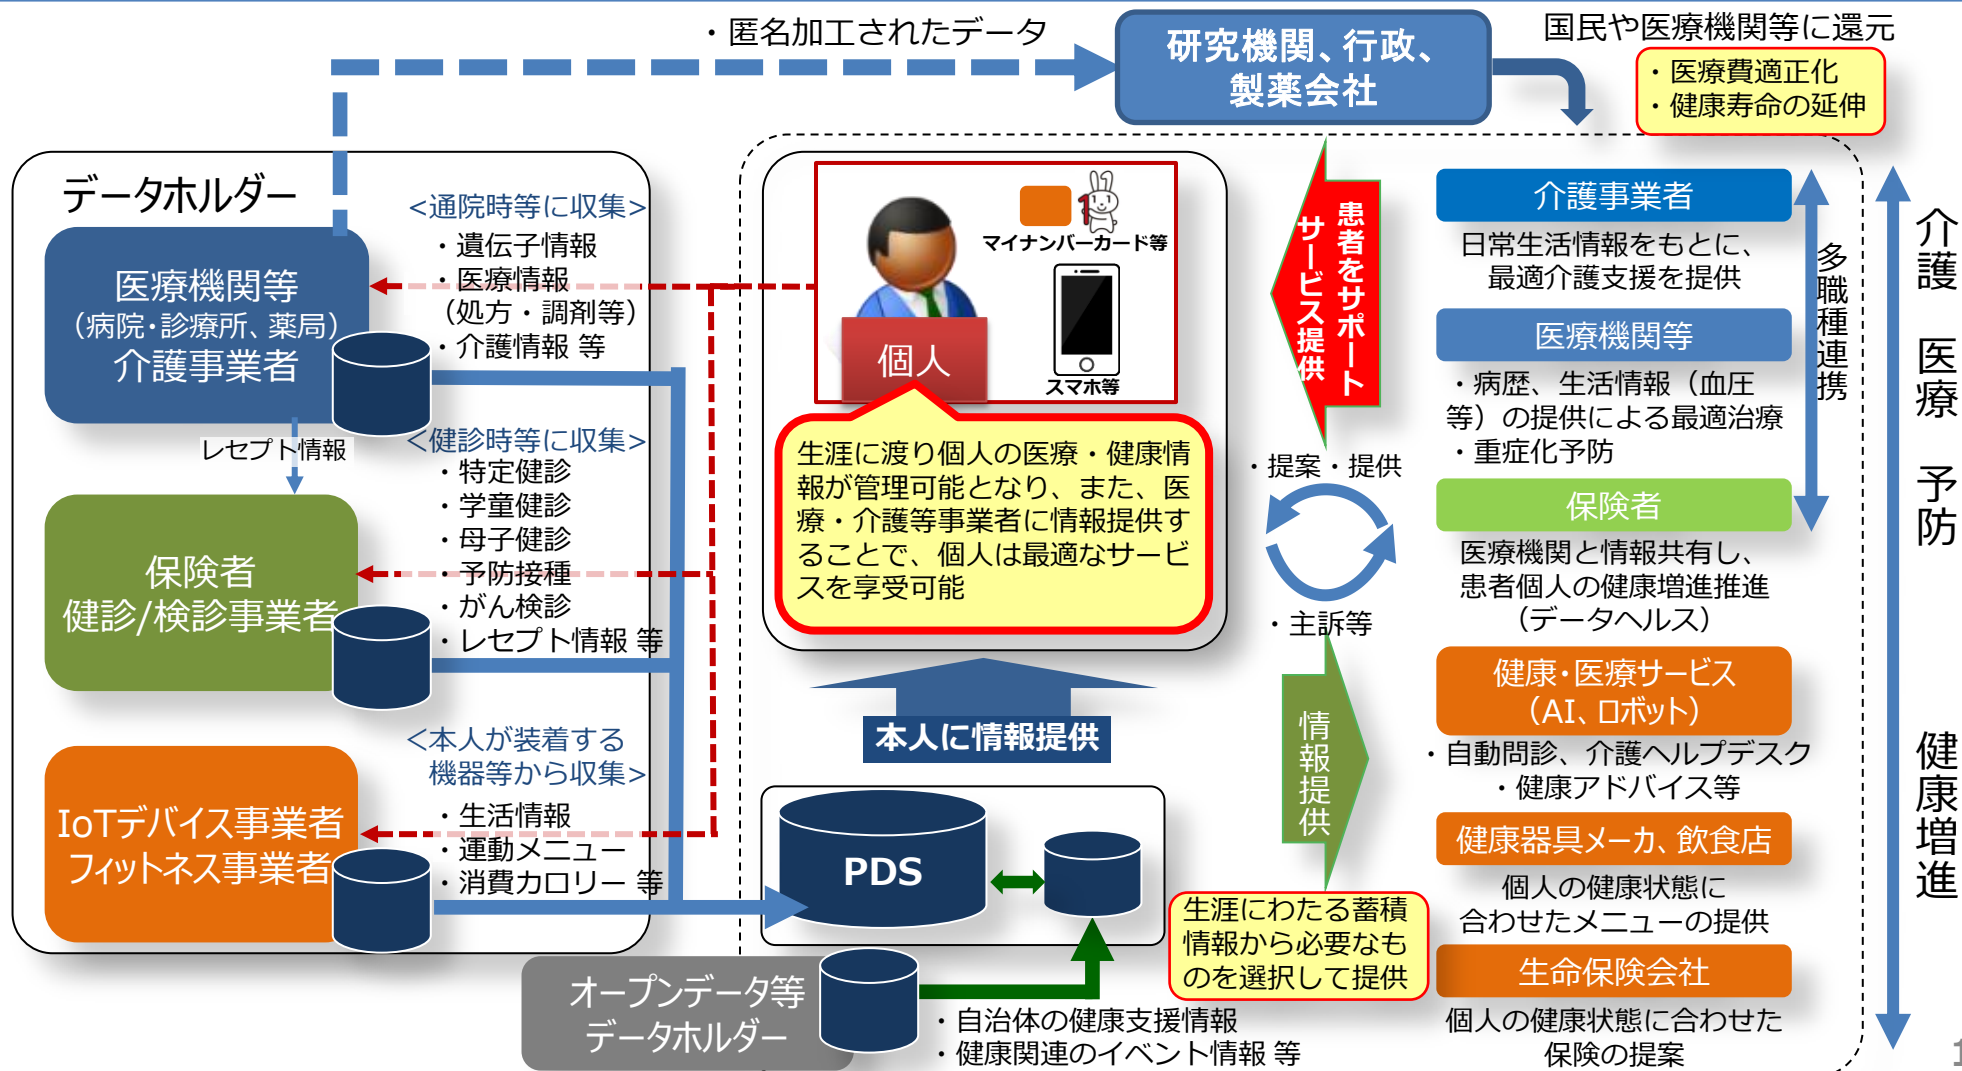 ・匿名加工されたデータ
研究機関、行政、
製薬会社
国民や医療機関等に還元
・医療費適正化
・健康寿命の延伸
データホルダー
<通院時等に収集>
・遺伝子情報
・医療情報
（処方・調剤等）
・介護情報 等
医療機関等
（病院・診療所、薬局）
介護事業者
レセプト情報
<健診時等に収集>
・特定健診
・学童健診
・母子健診
・予防接種
・がん検診
・レセプト情報 等
保険者
健診/検診事業者
<本人が装着する
機器等から収集>
・生活情報
・運動メニュー
・消費カロリー 等
IoTデバイス事業者
フィットネス事業者
マイナンバーカード等
スマホ等
個人
生涯に渡り個人の医療・健康情
報が管理可能となり、また、医
療・介護等事業者に情報提供す
ることで、個人は最適なサービ
スを享受可能
本人に情報提供
PDS
オープンデータ等
データホルダー
・自治体の健康支援情報
・健康関連のイベント情報 等
患者をサポート
サービス提供
・提案・提供
・主訴等
情報提供
生涯にわたる蓄積
情報から必要なも
のを選択して提供
介護事業者
日常生活情報をもとに、
最適介護支援を提供
医療機関等
・病歴、生活情報（血圧
等）の提供による最適治療
・重症化予防
保険者
医療機関と情報共有し、
患者個人の健康増進推進
（データヘルス）
健康・医療サービス
（AI、ロボット）
・自動問診、介護ヘルプデスク
・健康アドバイス等
健康器具メーカ、飲食店
個人の健康状態に
合わせたメニューの提供
生命保険会社
個人の健康状態に合わせた
保険の提案
多職種連携
介護
医療
予防
健康増進